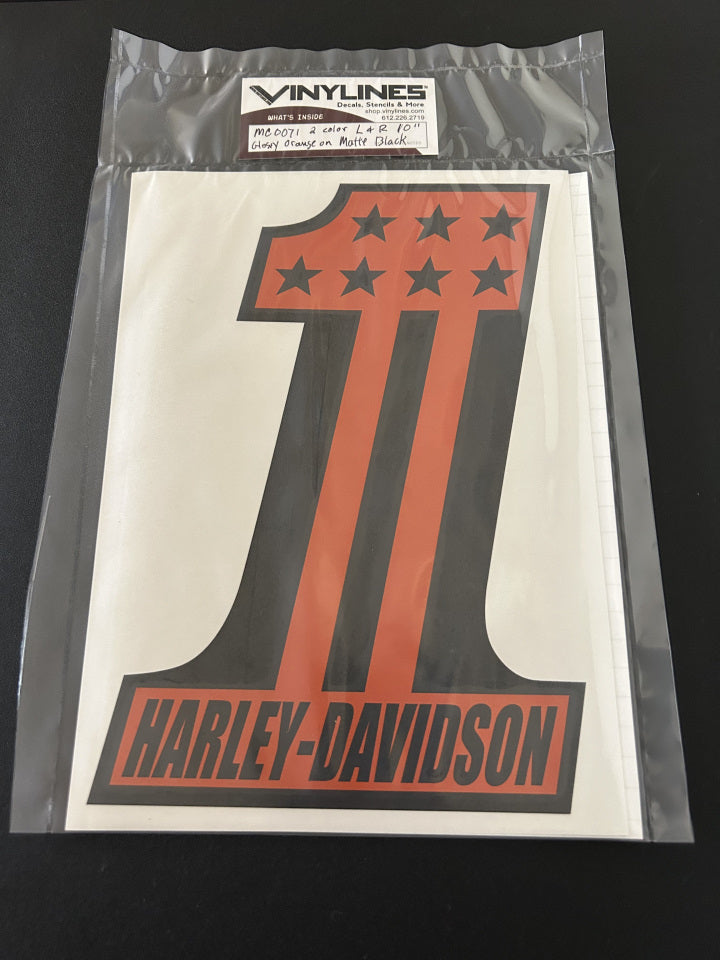 VINYLINES
Decals, Stencils & More
shop.vinylines.com
WHAT'S INSIDE
612.226.2719
MC0071 2 color L & R 10"
Glossy Orange on Matte Black
HARLEY-DAVIDSON